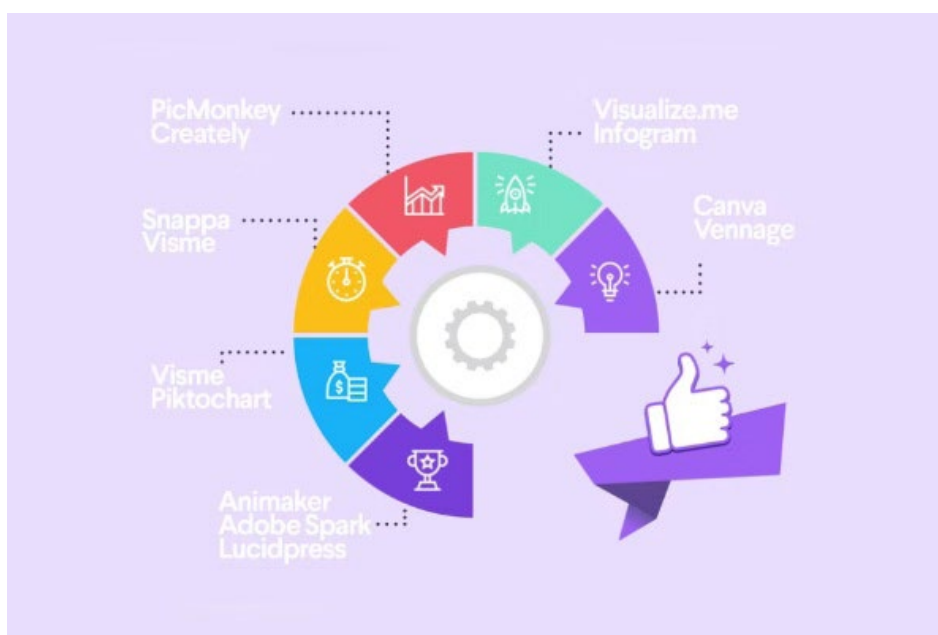 PicMonkey
Creately
Visualize.me
Infogram
Snappa
Visme
Canva
Vennage
Visme
Piktochart
$
Animaker
Adobe Spark
Lucidpress